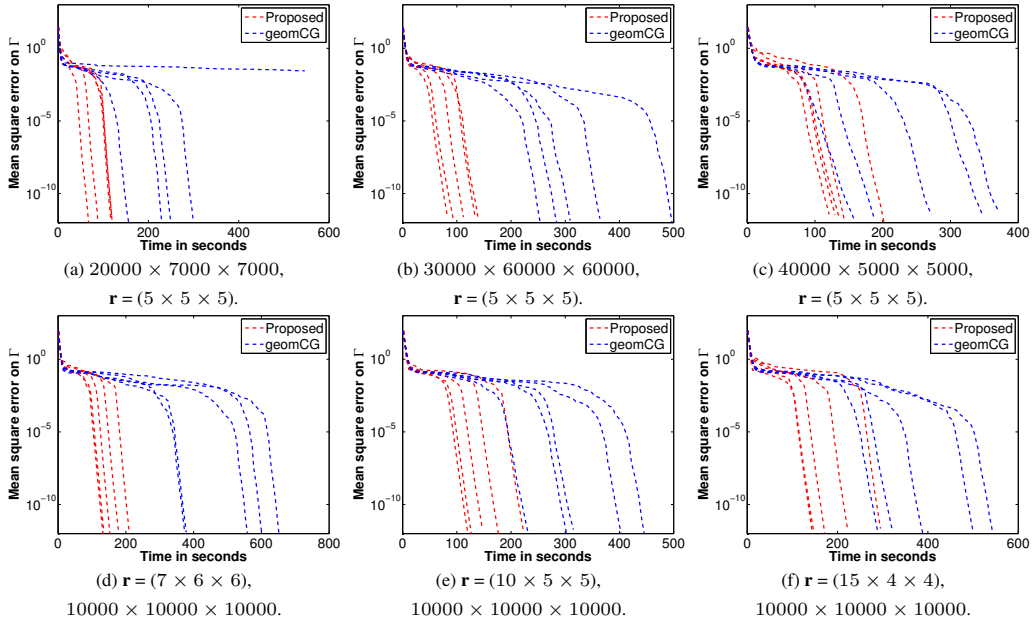 Proposed
geomCG
Mean square error on Γ
10^0
10^-5
10^-10
0 200 400 600
Time in seconds
(a) 20000 × 7000 × 7000,
r = (5 × 5 × 5).
Proposed
geomCG
Mean square error on Γ
10^0
10^-5
10^-10
0 100 200 300 400 500
Time in seconds
(b) 30000 × 60000 × 60000,
r = (5 × 5 × 5).
Proposed
geomCG
Mean square error on Γ
10^0
10^-5
10^-10
0 100 200 300 400
Time in seconds
(c) 40000 × 5000 × 5000,
r = (5 × 5 × 5).
Proposed
geomCG
Mean square error on Γ
10^0
10^-5
10^-10
0 200 400 600 800
Time in seconds
(d) r = (7 × 6 × 6),
10000 × 10000 × 10000.
Proposed
geomCG
Mean square error on Γ
10^0
10^-5
10^-10
0 100 200 300 400 500
Time in seconds
(e) r = (10 × 5 × 5),
10000 × 10000 × 10000.
Proposed
geomCG
Mean square error on Γ
10^0
10^-5
10^-10
0 100 200 300 400 500 600
Time in seconds
(f) r = (15 × 4 × 4),
10000 × 10000 × 10000.